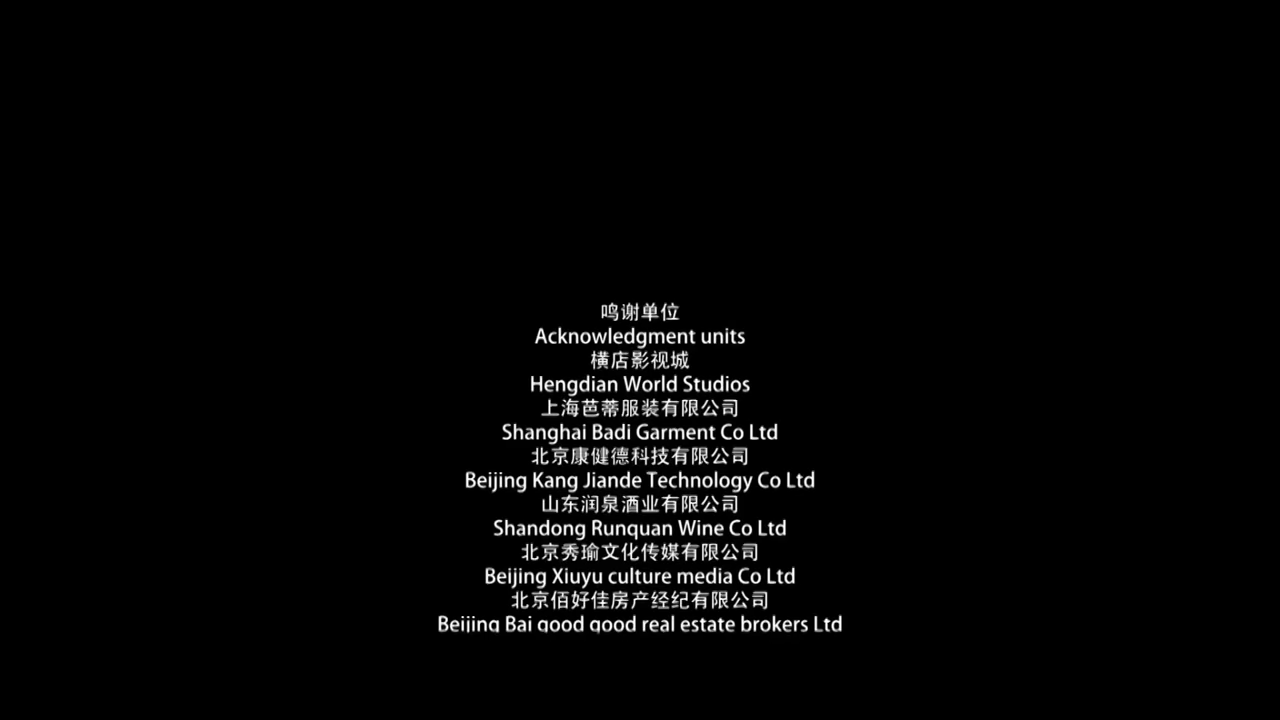 鸣谢单位
Acknowledgment units
横店影视城
Hengdian World Studios
上海芭蒂服装有限公司
Shanghai Badi Garment Co Ltd
北京康健德科技有限公司
Beijing Kang Jiande Technology Co Ltd
山东润泉酒业有限公司
Shandong Runquan Wine Co Ltd
北京秀瑜文化传媒有限公司
Beijing Xiuyu culture media Co Ltd
北京佰好佳房产经纪有限公司
Beijing Bai good good real estate brokers Ltd